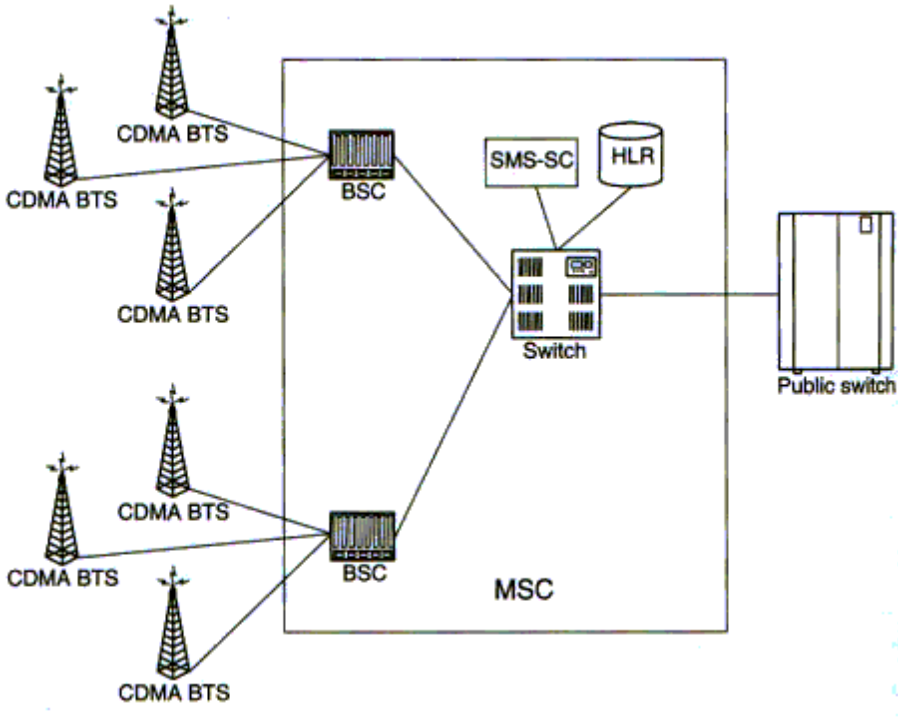 CDMA BTS
CDMA BTS
CDMA BTS
BSC
SMS-SC
HLR
Switch
Public switch
CDMA BTS
CDMA BTS
CDMA BTS
BSC
MSC